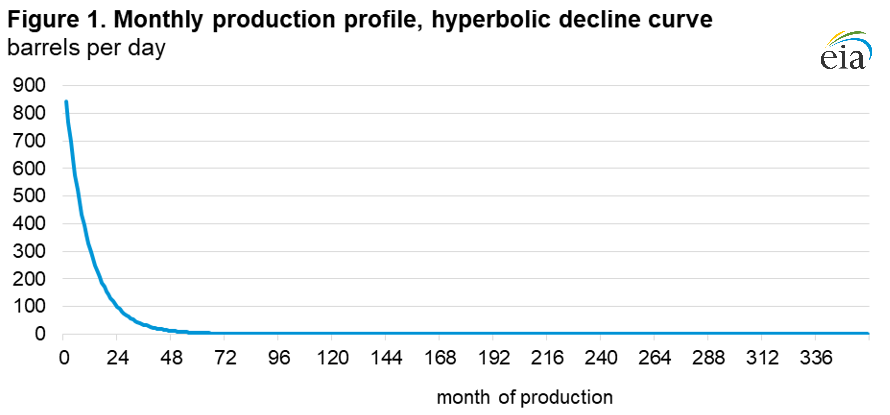 Figure 1. Monthly production profile, hyperbolic decline curve
barrels per day
eia
900
800
700
600
500
400
300
200
100
0
0 24 48 72 96 120 144 168 192 216 240 264 288 312 336
month of production